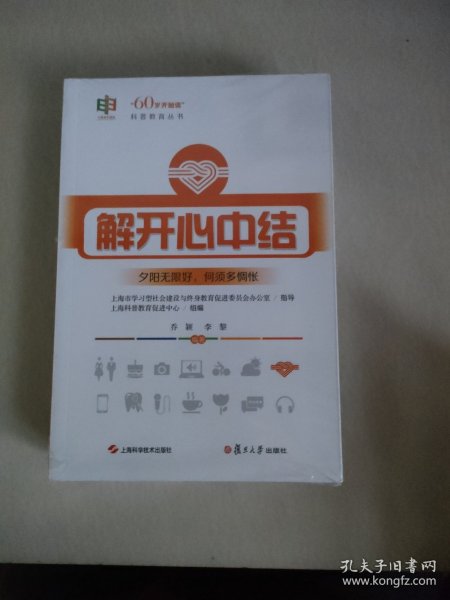 “60岁开始读”
科普教育丛书
解开心中结
夕阳无限好，何须多惆怅
上海市学习型社会建设与终身教育促进委员会办公室 / 指导
上海科普教育促进中心 / 组编
乔颖 李黎
上海科学技术出版社
复旦大学出版社
孔夫子旧书网
www.kongfz.com